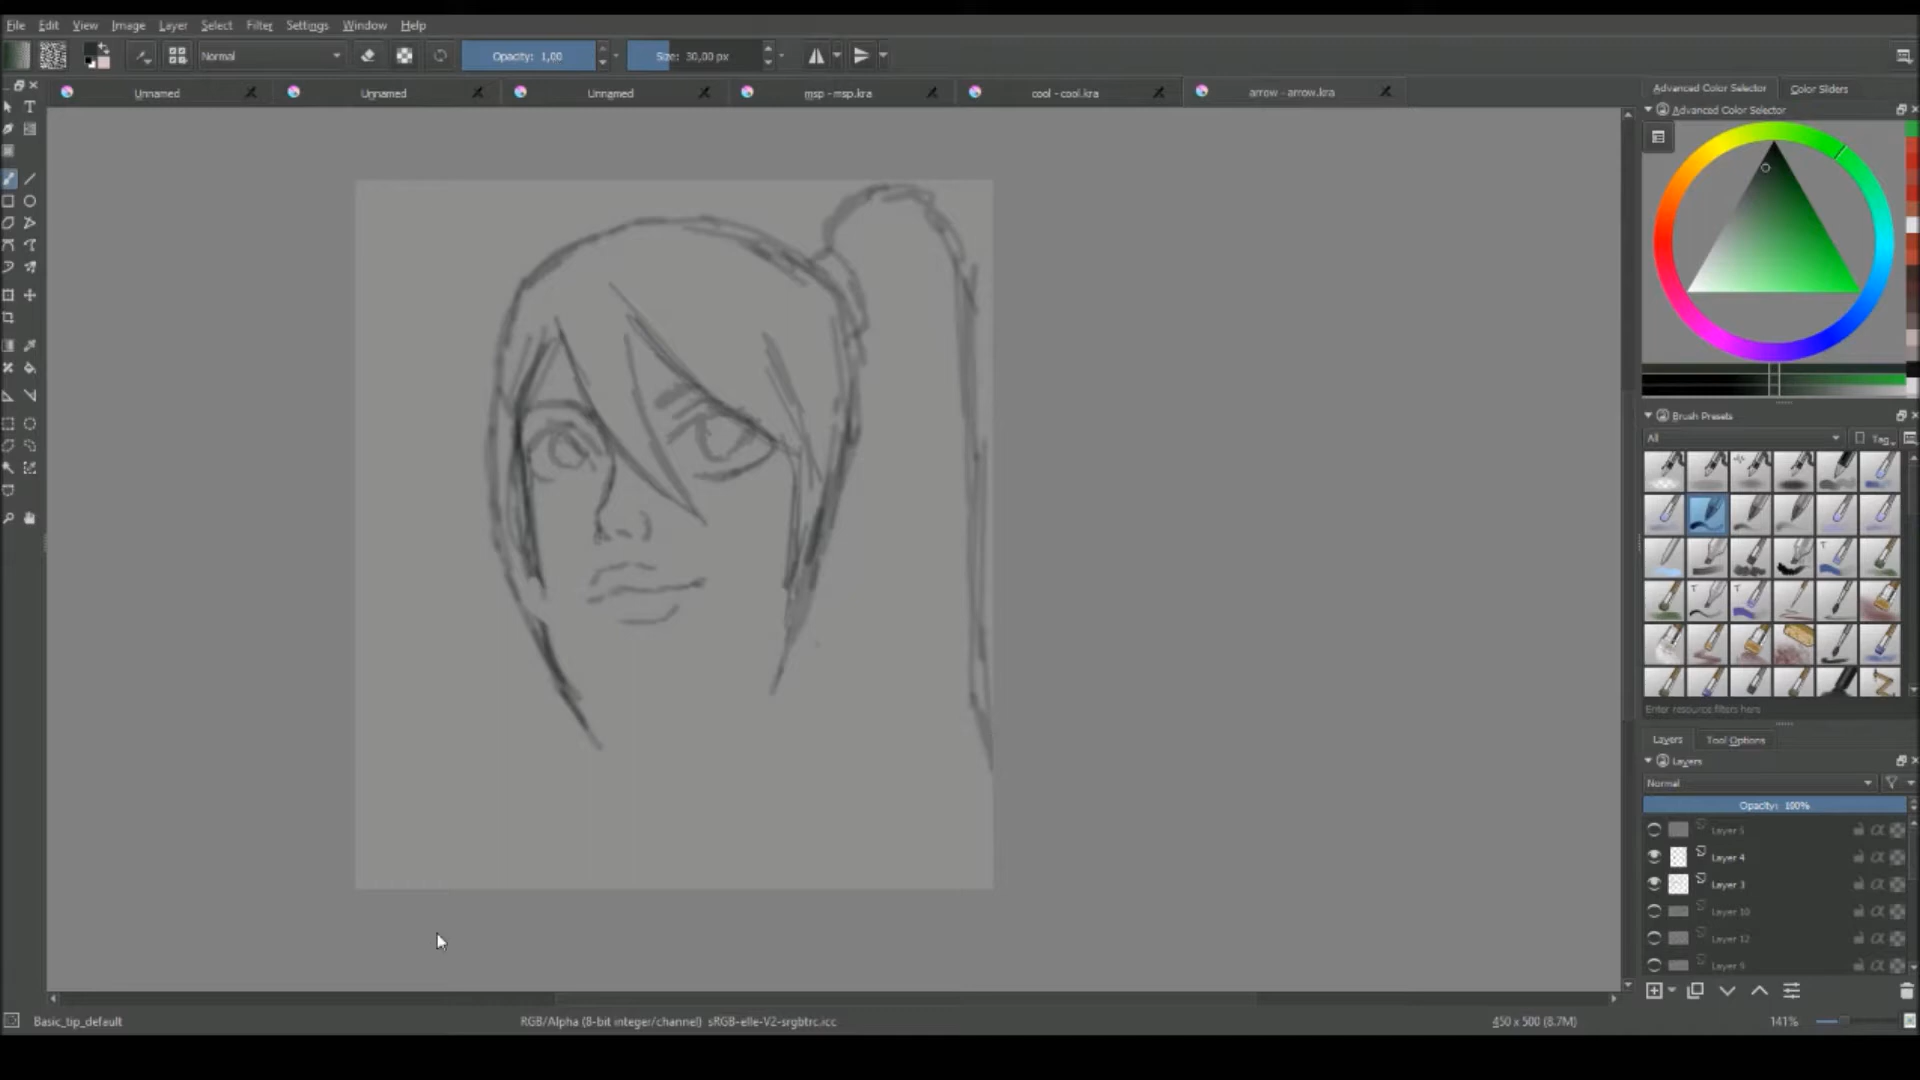 File Edit View Image Layer Select Filter Settings Window Help
Normal Opacity: 1,00 Size: 30,00 px
Unnamed Unnamed Unnamed msp - msp.kra cool - cool.kra arrow - arrow.kra
Advanced Color Selector Color Sliders
Advanced Color Selector
Brush Presets
All Tag
Enter resource filters here
Layers Tool Options
Layers
Normal
Opacity: 100%
Layer 5
Layer 4
Layer 3
Layer 10
Layer 12
Layer 9
Basic_tip_default RGB/Alpha (8-bit integer/channel) sRGB-elle-V2-srgbtrc.icc 450 x 500 (8.7M) 141%